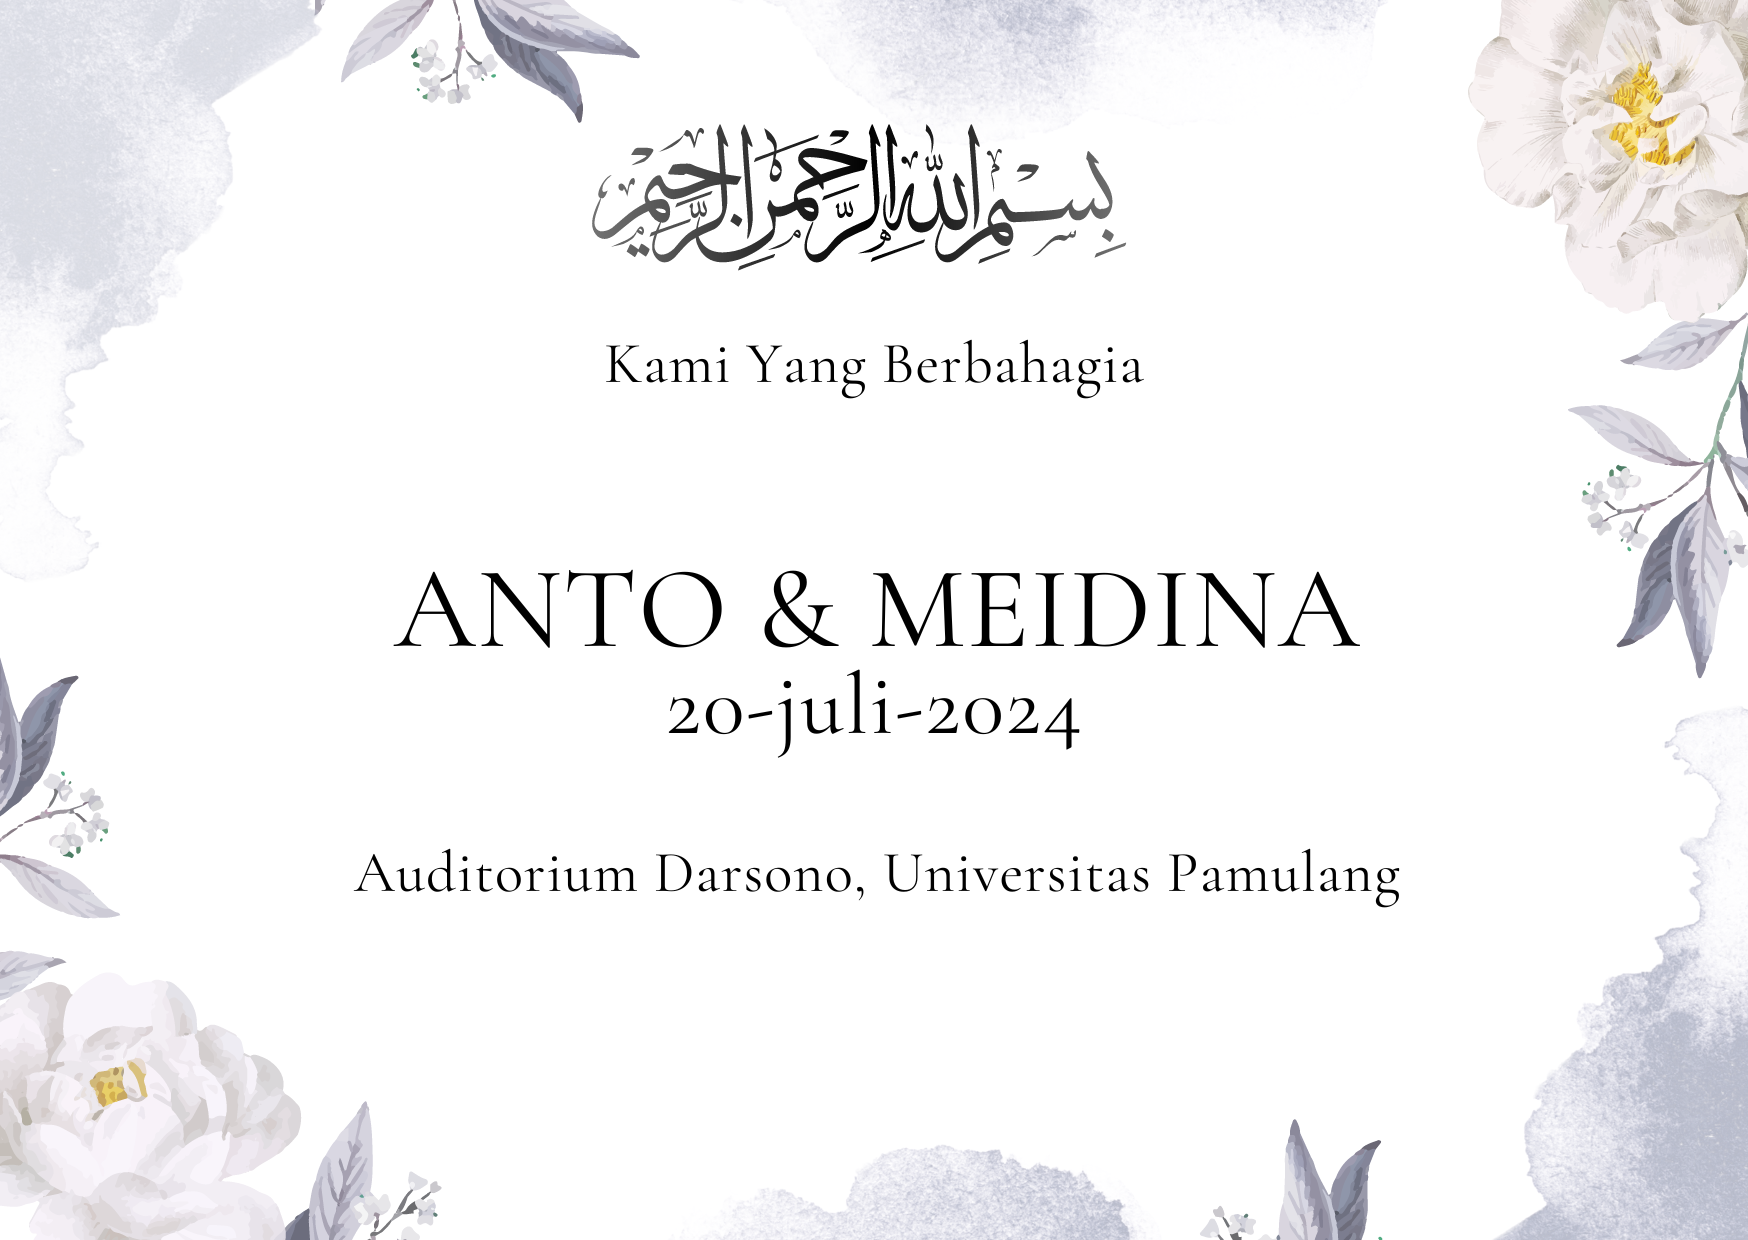 بِسْمِ اللهِ الرَّحْمَنِ الرَّحِيْمِ
Kami Yang Berbahagia
ANTO & MEIDINA
20-juli-2024
Auditorium Darsono, Universitas Pamulang